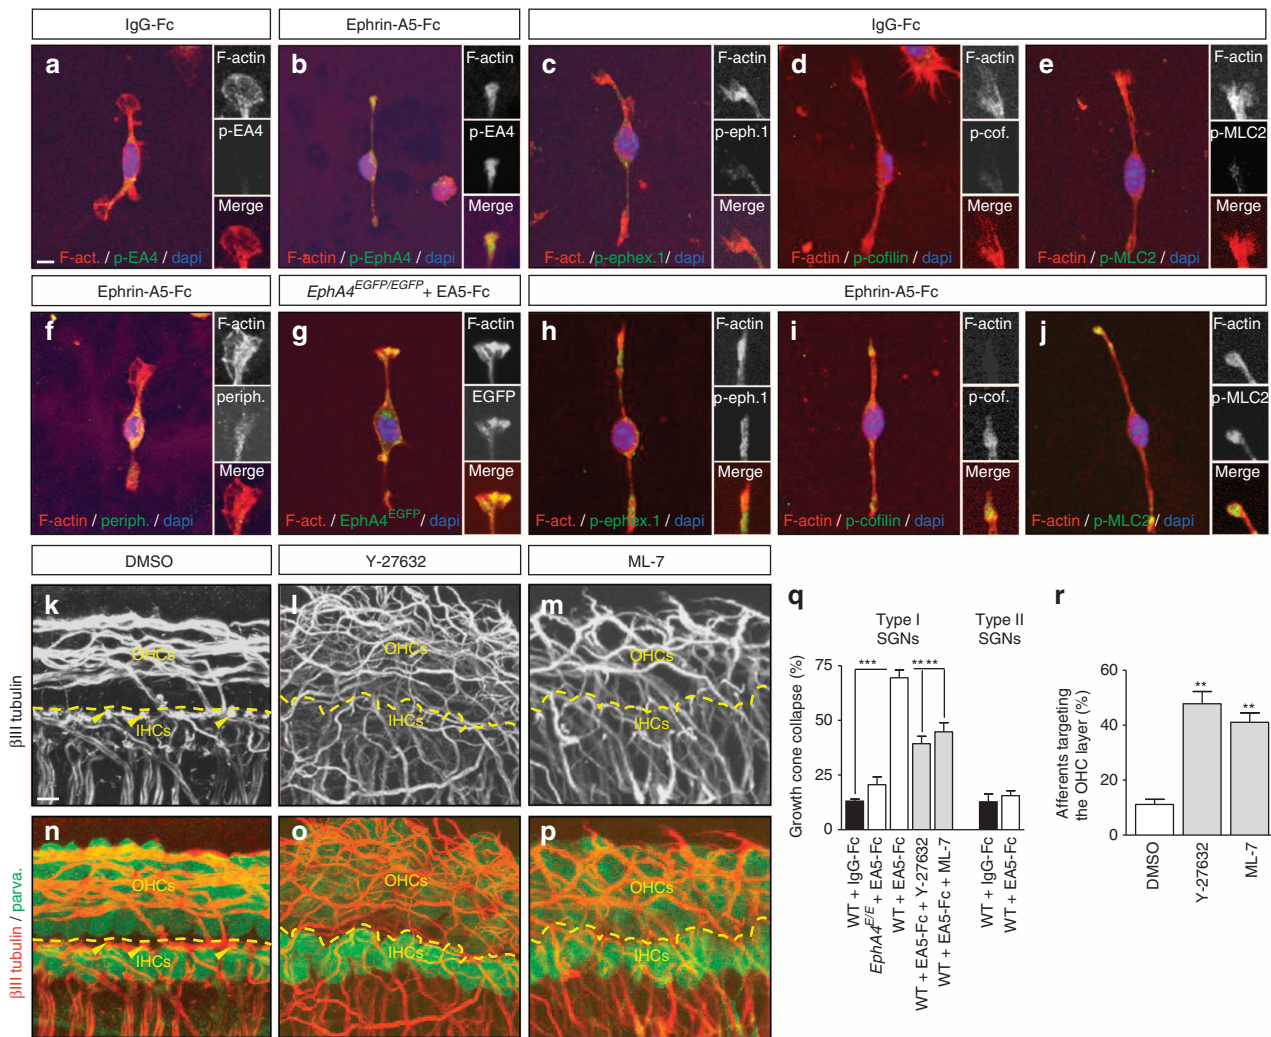 IgG-Fc
Ephrin-A5-Fc
IgG-Fc
a
F-actin
p-EA4
Merge
F-act. / p-EA4 / dapi
b
F-actin
p-EA4
Merge
F-actin / p-EphA4 / dapi
c
F-actin
p-eph.1
Merge
F-act. /p-ephex.1/ dapi
d
F-actin
p-cof.
Merge
F-actin / p-cofilin / dapi
e
F-actin
p-MLC2
Merge
F-actin / p-MLC2 / dapi
Ephrin-A5-Fc
EphA4EGFP/EGFP + EA5-Fc
Ephrin-A5-Fc
f
F-actin
periph.
Merge
F-actin / periph. / dapi
g
F-actin
EGFP
Merge
F-act. / EphA4EGFP / dapi
h
F-actin
p-eph.1
Merge
F-act. / p-ephex.1 / dapi
i
F-actin
p-cof.
Merge
F-actin / p-cofilin / dapi
j
F-actin
p-MLC2
Merge
F-actin / p-MLC2 / dapi
DMSO
Y-27632
ML-7
βIII tubulin
k
OHCs
IHCs
l
OHCs
IHCs
m
OHCs
IHCs
βIII tubulin / parva.
n
OHCs
IHCs
o
OHCs
IHCs
p
OHCs
IHCs
q
Type I SGNs
Type II SGNs
Growth cone collapse (%)
75
50
25
0
***
** **
WT + IgG-Fc
EphA4E/E + EA5-Fc
WT + EA5-Fc
WT + EA5-Fc + Y-27632
WT + EA5-Fc + ML-7
WT + IgG-Fc
WT + EA5-Fc
r
Afferents targeting
the OHC layer (%)
60
40
20
0
**
**
DMSO
Y-27632
ML-7